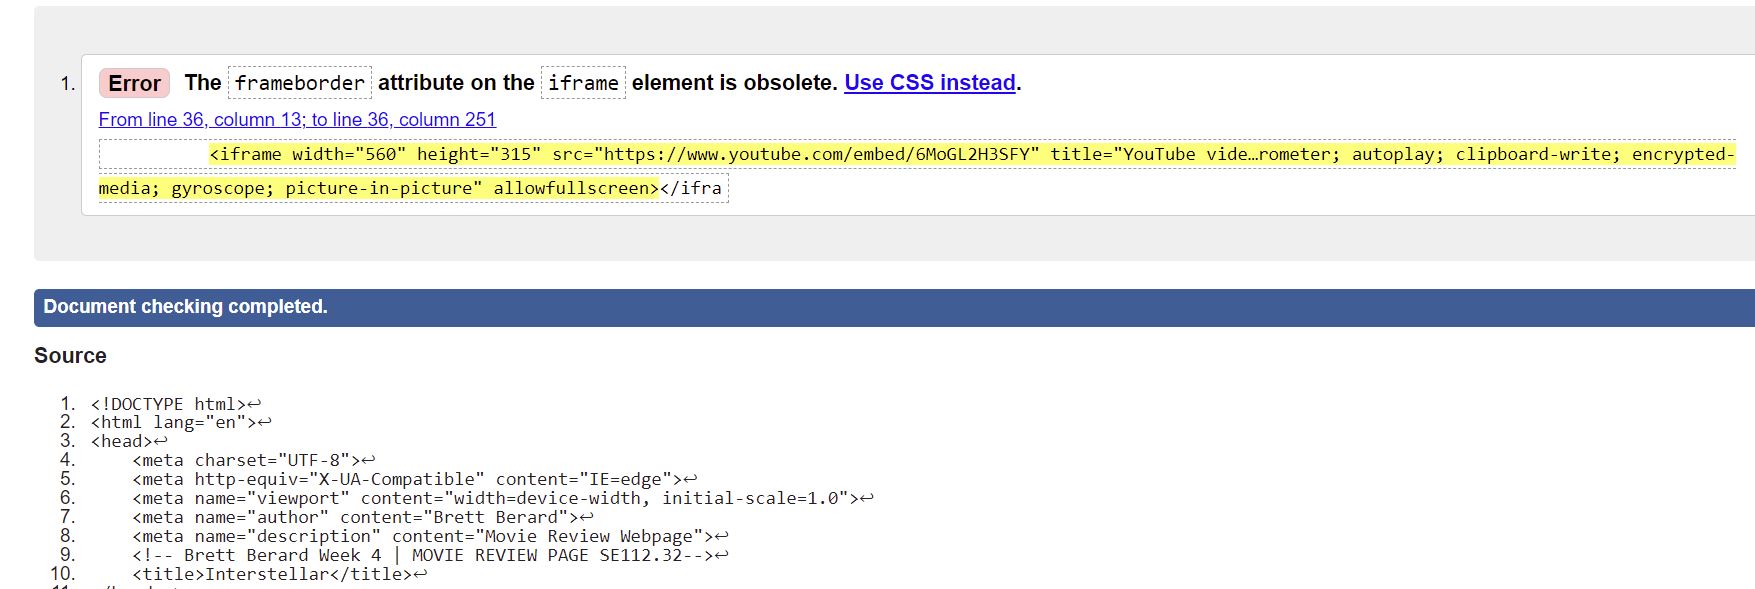 1. Error The frameborder attribute on the iframe element is obsolete. Use CSS instead.
From line 36, column 13; to line 36, column 251
<iframe width="560" height="315" src="https://www.youtube.com/embed/6MoGL2H3SFY" title="YouTube vide…rometer; autoplay; clipboard-write; encrypted-
media; gyroscope; picture-in-picture" allowfullscreen></ifra
Document checking completed.
Source
1. <!DOCTYPE html>↩
2. <html lang="en">↩
3. <head>↩
4. <meta charset="UTF-8">↩
5. <meta http-equiv="X-UA-Compatible" content="IE=edge">↩
6. <meta name="viewport" content="width=device-width, initial-scale=1.0">↩
7. <meta name="author" content="Brett Berard">↩
8. <meta name="description" content="Movie Review Webpage">↩
9. <!-- Brett Berard Week 4 | MOVIE REVIEW PAGE SE112.32-->↩
10. <title>Interstellar</title>↩